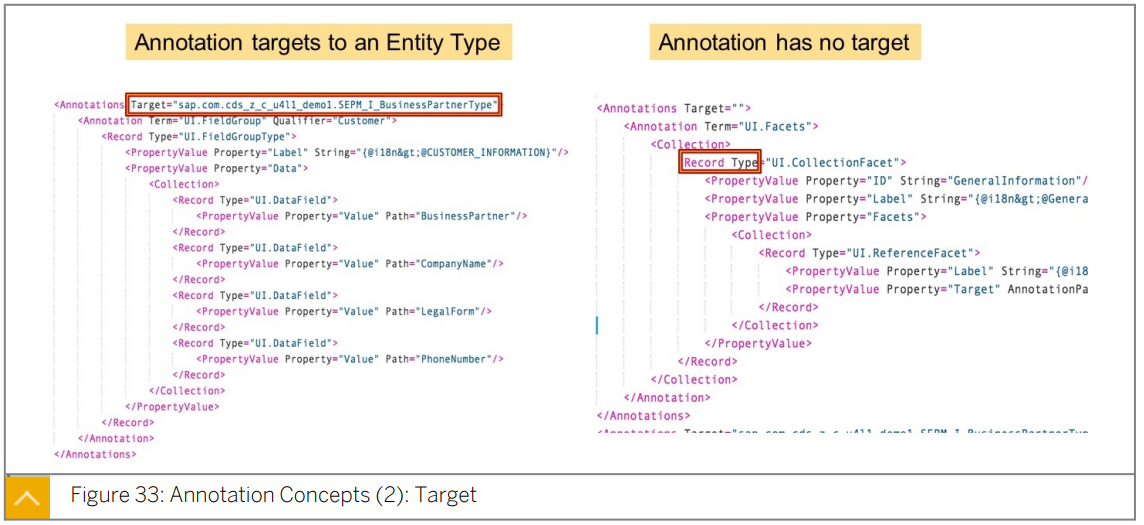 Annotation targets to an Entity Type
<Annotations Target="sap.com.cds_z_c_u4l1_demo1.SEPM_I_BusinessPartnerType"
<Annotation Term="UI.FieldGroup" Qualifier="Customer">
<Record Type="UI.FieldGroupType">
<PropertyValue Property="Label" String="{@i18n&gt;@CUSTOMER_INFORMATION}"/>
<PropertyValue Property="Data">
<Collection>
<Record Type="UI.DataField">
<PropertyValue Property="Value" Path="BusinessPartner"/>
</Record>
<Record Type="UI.DataField">
<PropertyValue Property="Value" Path="CompanyName"/>
</Record>
<Record Type="UI.DataField">
<PropertyValue Property="Value" Path="LegalForm"/>
</Record>
<Record Type="UI.DataField">
<PropertyValue Property="Value" Path="PhoneNumber"/>
</Record>
</Collection>
</PropertyValue>
</Record>
</Annotation>
</Annotations>
Annotation has no target
<Annotations Target="">
<Annotation Term="UI.Facets">
<Collection>
<Record Type="UI.CollectionFacet">
<PropertyValue Property="ID" String="GeneralInformation"/
<PropertyValue Property="Label" String="{@i18n&gt;@Genera
<PropertyValue Property="Facets">
<Collection>
<Record Type="UI.ReferenceFacet">
<PropertyValue Property="Label" String="{@i18
<PropertyValue Property="Target" AnnotationPa
</Record>
</Collection>
</PropertyValue>
</Record>
</Collection>
</Annotation>
</Annotations>
<Annotations Target="sap.com.cds_z_c_u4l1_demo1.SEPM_I_BusinessPartnerTyp
Figure 33: Annotation Concepts (2): Target